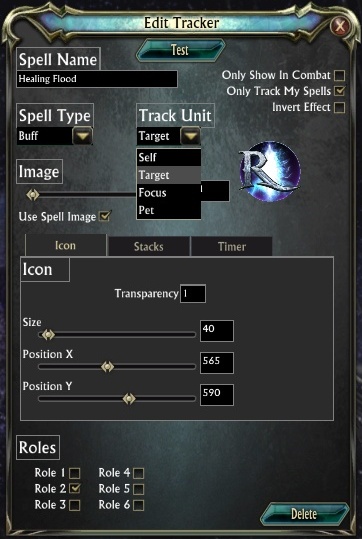 Edit Tracker
X
Test
Spell Name
Healing Flood
Only Show In Combat
Only Track My Spells
Invert Effect
Spell Type
Buff
Track Unit
Target
Self
Target
Focus
Pet
R
Image
1
Use Spell Image
Icon
Stacks
Timer
Icon
Transparency 1
Size
40
Position X
565
Position Y
590
Roles
Role 1
Role 4
Role 2
Role 5
Role 3
Role 6
Delete